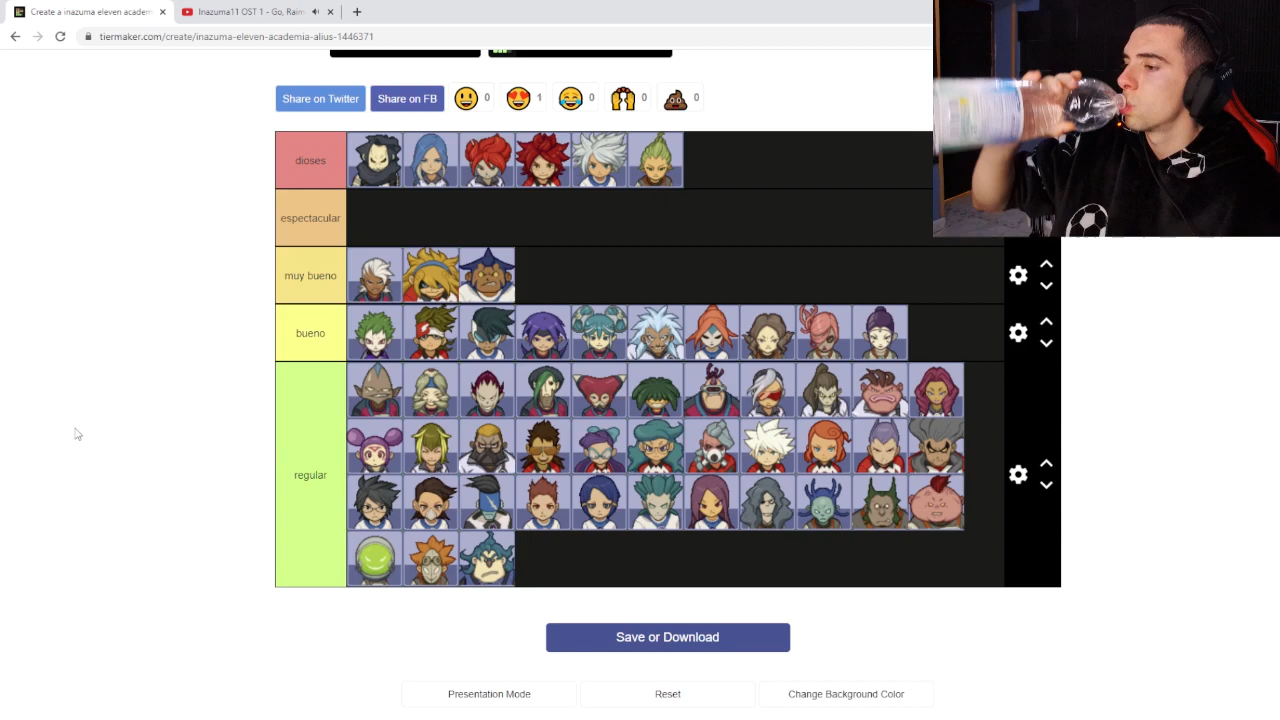 Create a inazuma eleven academ
Inazuma11 OST 1 - Go, Raim
tiermaker.com/create/inazuma-eleven-academia-alius-1446371
Share on Twitter
Share on FB
0
1
0
0
0
dioses
espectacular
muy bueno
bueno
regular
Save or Download
Presentation Mode
Reset
Change Background Color